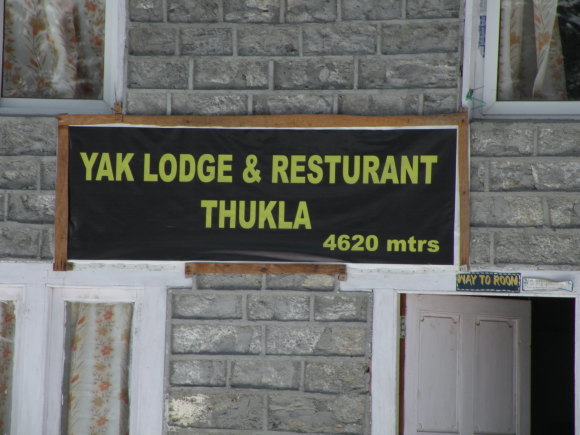 YAK LODGE & RESTURANT
THUKLA
4620 mtrs
WAY TO ROOM